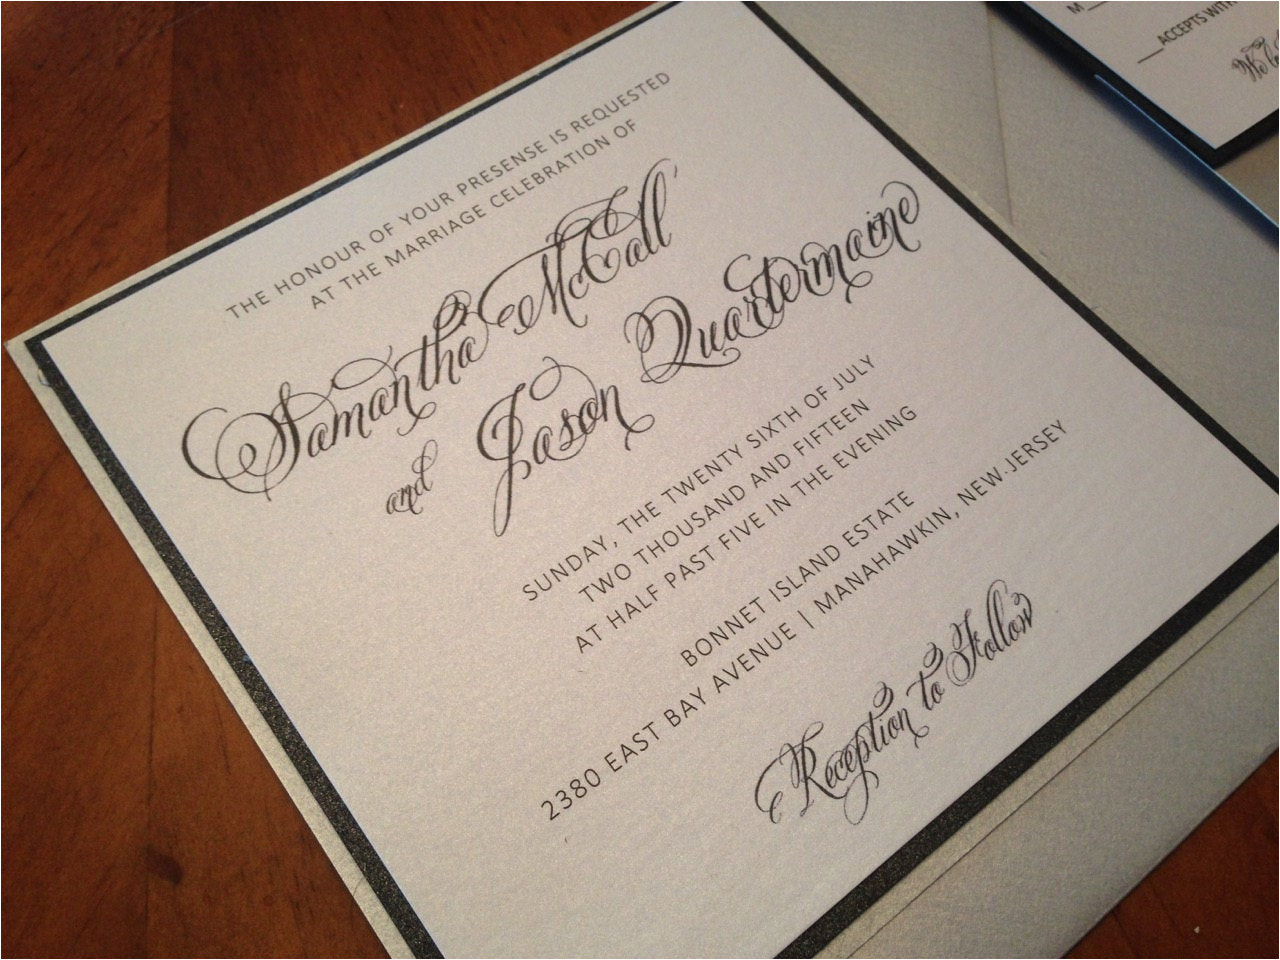 THE HONOUR OF YOUR PRESENSE IS REQUESTED
AT THE MARRIAGE CELEBRATION OF
Samantha McCall
and Jason Quartermaine
SUNDAY, THE TWENTY SIXTH OF JULY
TWO THOUSAND AND FIFTEEN
AT HALF PAST FIVE IN THE EVENING
BONNET ISLAND ESTATE
2380 EAST BAY AVENUE | MANAHAWKIN, NEW JERSEY
Reception to Follow
M
ACCEPTS WITH